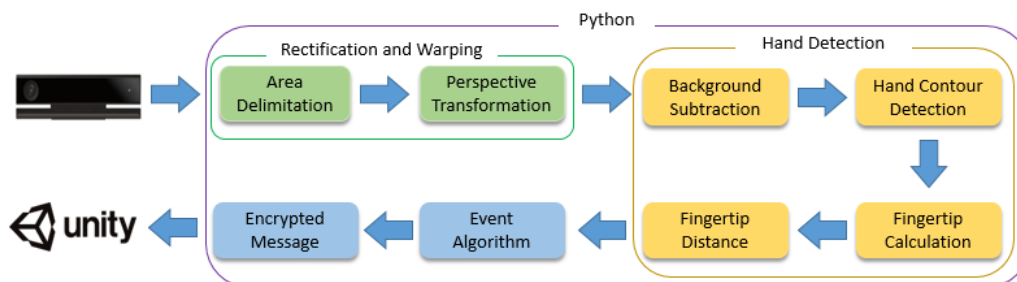 Python
Rectification and Warping
Hand Detection
Area
Delimitation
Perspective
Transformation
Background
Subtraction
Hand Contour
Detection
unity
Encrypted
Message
Event
Algorithm
Fingertip
Distance
Fingertip
Calculation